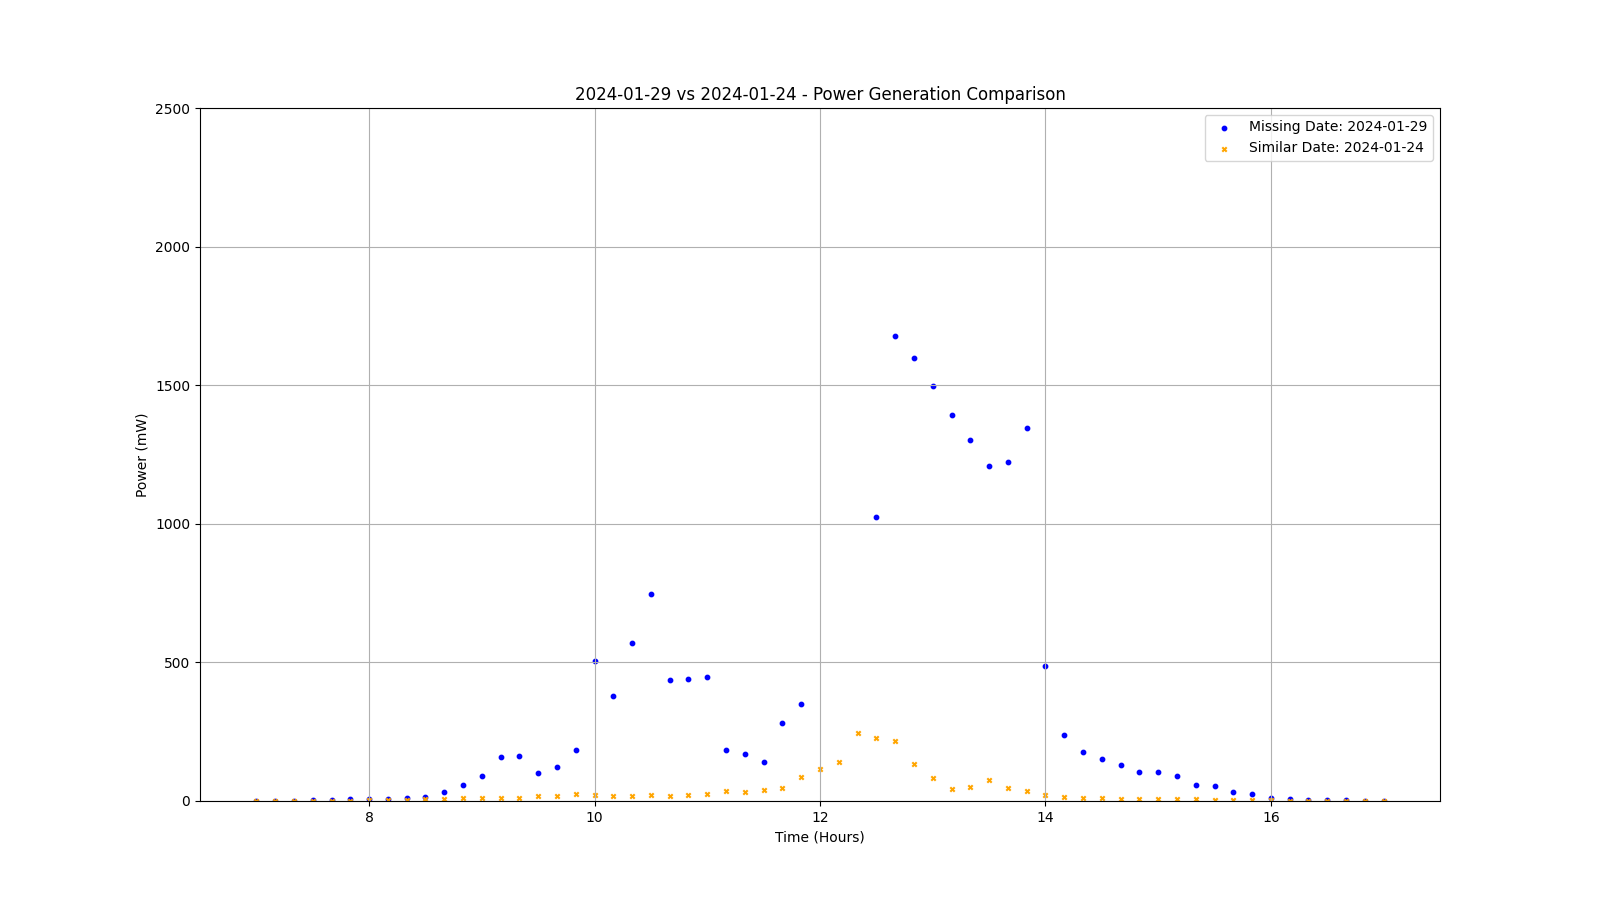 2024-01-29 vs 2024-01-24 - Power Generation Comparison
Missing Date: 2024-01-29
Similar Date: 2024-01-24
2500
2000
1500
1000
500
0
Power (mW)
8 10 12 14 16
Time (Hours)